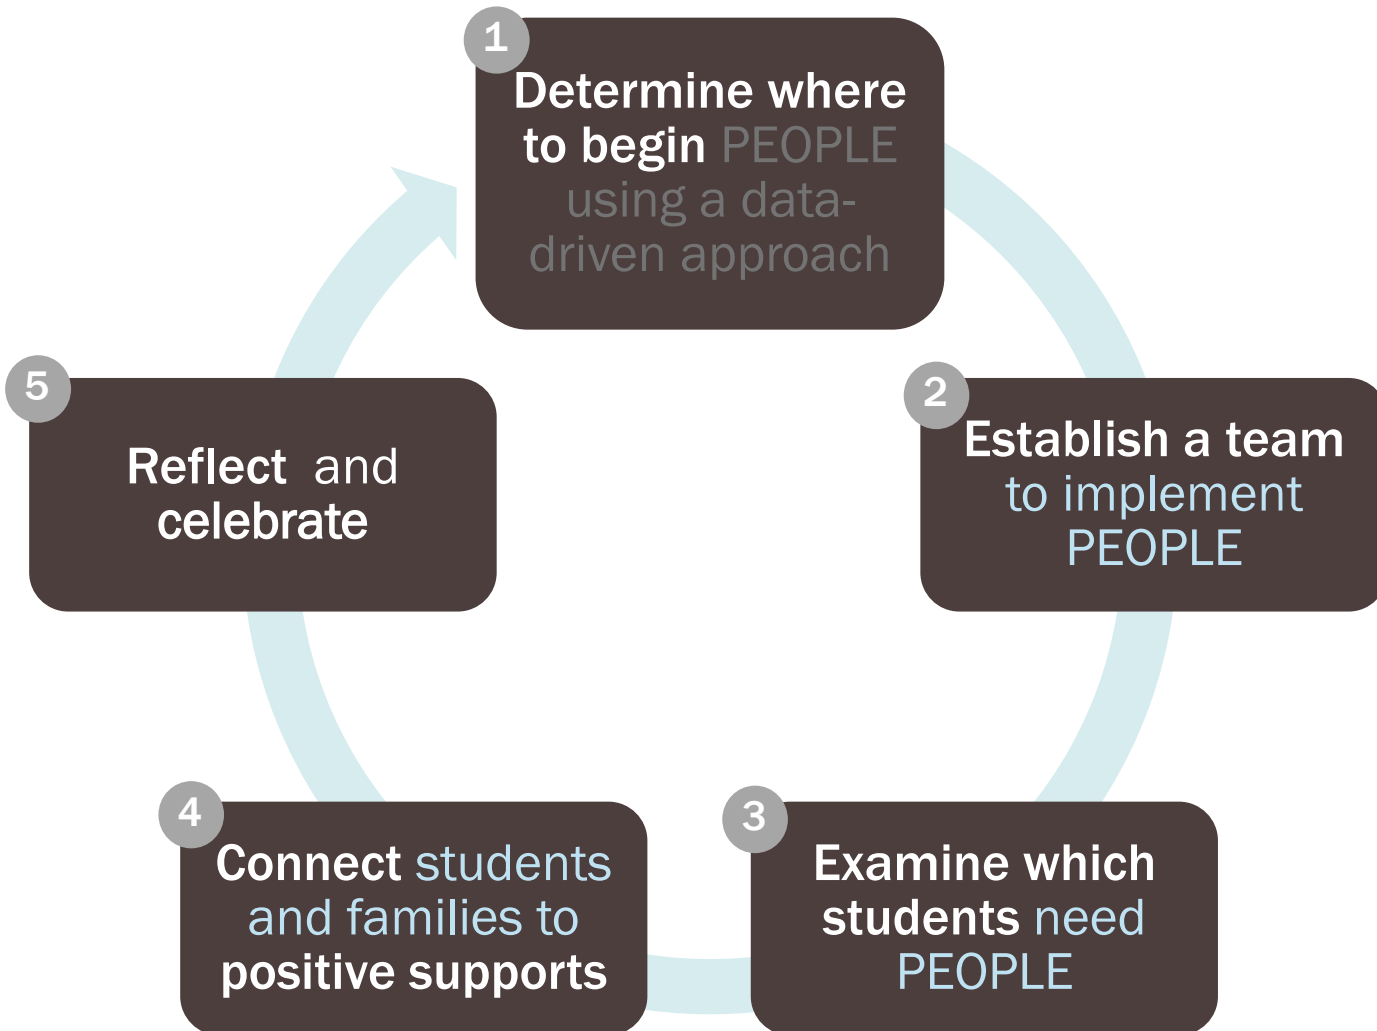 1
Determine where
to begin PEOPLE
using a data-
driven approach
2
Establish a team
to implement
PEOPLE
3
Examine which
students need
PEOPLE
4
Connect students
and families to
positive supports
5
Reflect and
celebrate